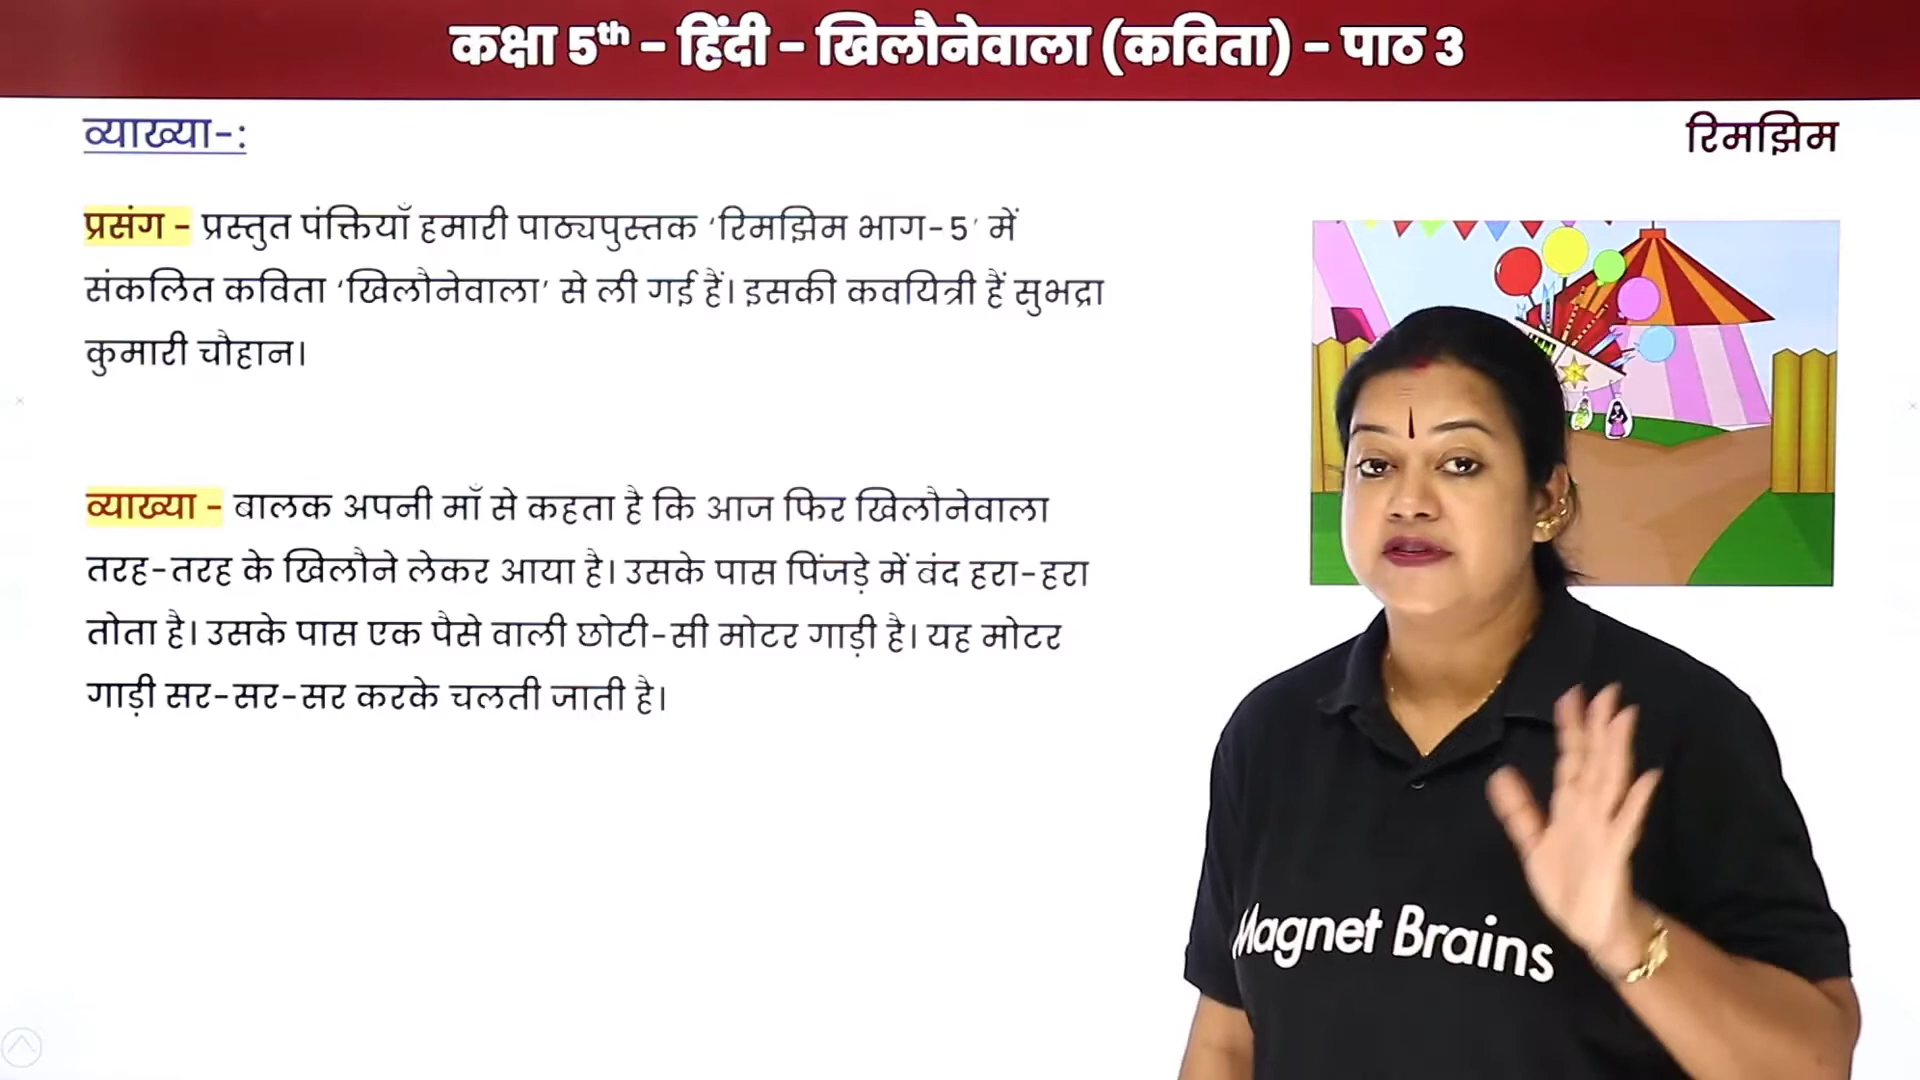 कक्षा 5th - हिंदी - खिलौनेवाला (कविता) - पाठ 3
व्याख्या-:
रिमझिम
प्रसंग - प्रस्तुत पंक्तियाँ हमारी पाठ्यपुस्तक ‘रिमझिम भाग-5’ में
संकलित कविता ‘खिलौनेवाला’ से ली गई हैं। इसकी कवयित्री हैं सुभद्रा
कुमारी चौहान।
व्याख्या - बालक अपनी माँ से कहता है कि आज फिर खिलौनेवाला
तरह-तरह के खिलौने लेकर आया है। उसके पास पिंजड़े में वंद हरा-हरा
तोता है। उसके पास एक पैसे वाली छोटी-सी मोटर गाड़ी है। यह मोटर
गाड़ी सर-सर-सर करके चलती जाती है।
Magnet Brains